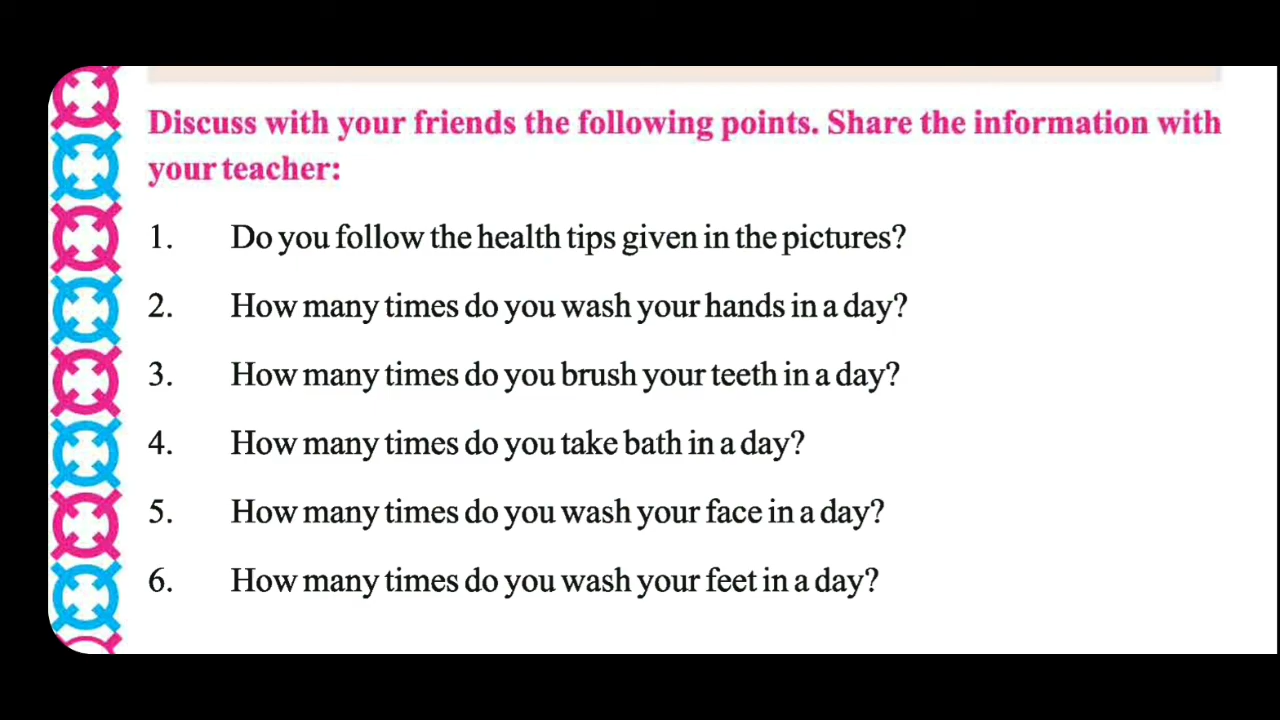 Discuss with your friends the following points. Share the information with
your teacher:
1. Do you follow the health tips given in the pictures?
2. How many times do you wash your hands in a day?
3. How many times do you brush your teeth in a day?
4. How many times do you take bath in a day?
5. How many times do you wash your face in a day?
6. How many times do you wash your feet in a day?